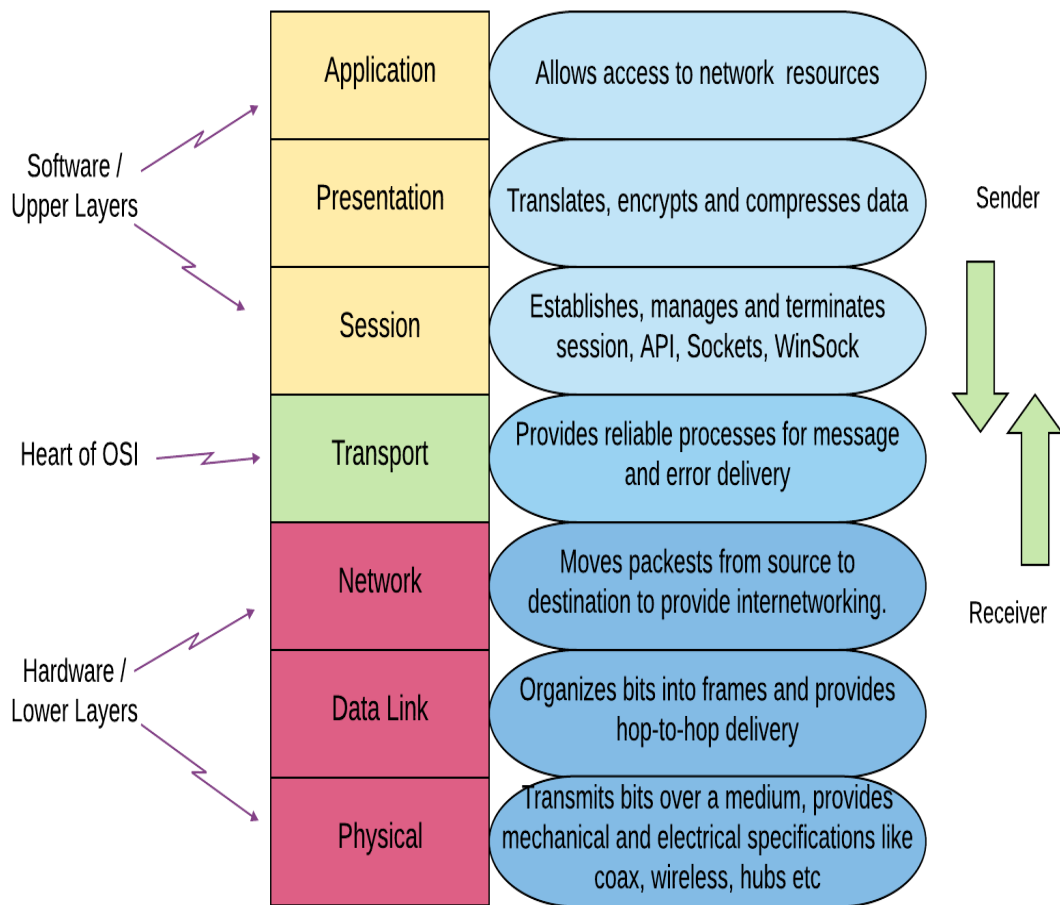 Application
Allows access to network resources
Software /
Upper Layers
Presentation
Translates, encrypts and compresses data
Sender
Session
Establishes, manages and terminates
session, API, Sockets, WinSock
Heart of OSI
Transport
Provides reliable processes for message
and error delivery
Network
Moves packests from source to
destination to provide internetworking.
Receiver
Hardware /
Lower Layers
Data Link
Organizes bits into frames and provides
hop-to-hop delivery
Physical
Transmits bits over a medium, provides
mechanical and electrical specifications like
coax, wireless, hubs etc